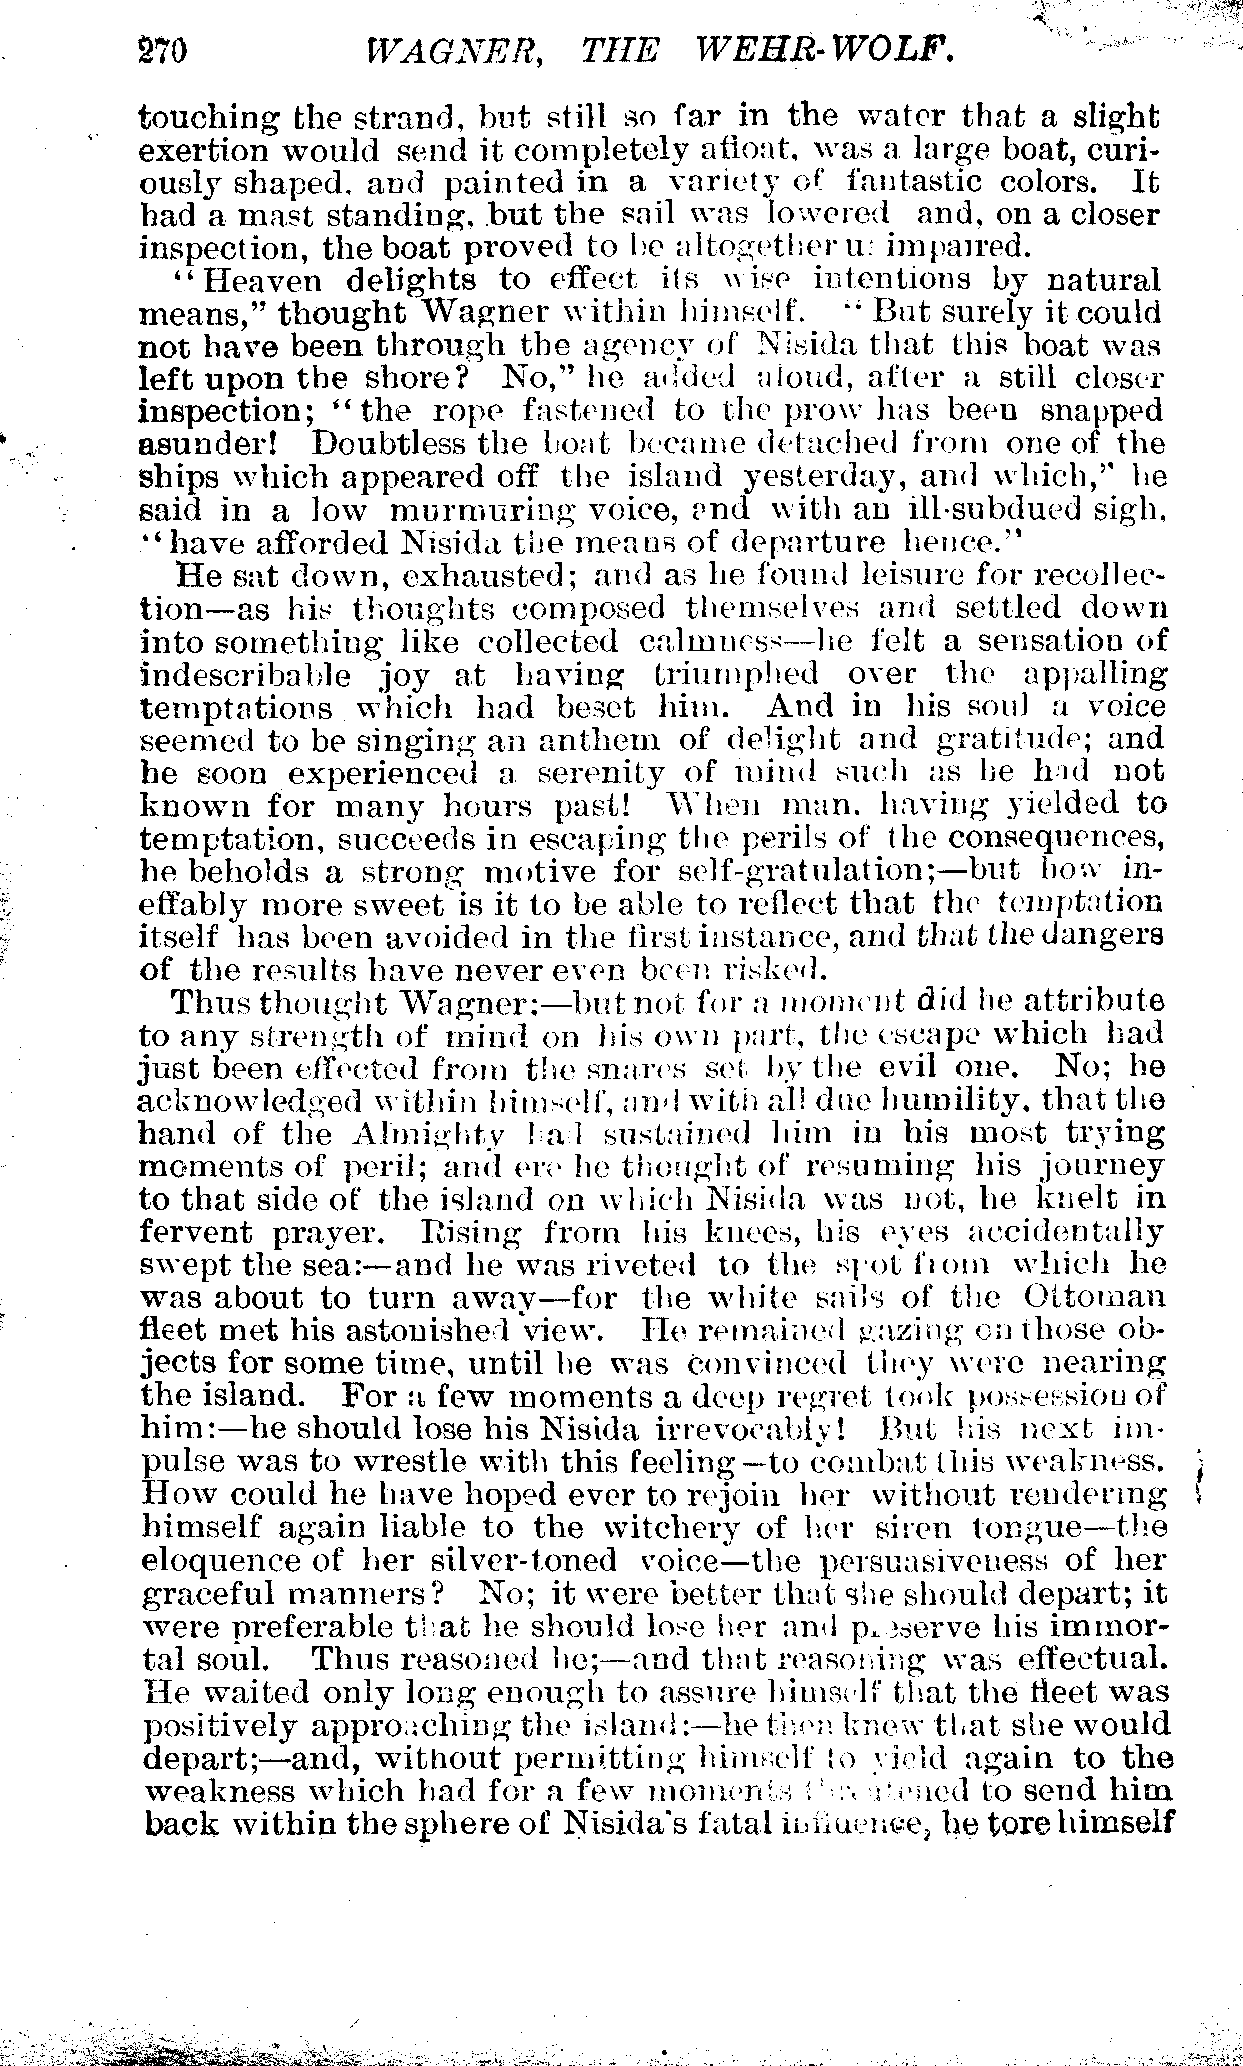 270 WAGNER, THE WEHR-WOLF.
touching the strand, but still so far in the water that a slight
exertion would send it completely afloat, was a large boat, curi-
ously shaped, and painted in a variety of fantastic colors. It
had a mast standing, but the sail was lowered and, on a closer
inspection, the boat proved to be altogether unimpaired.
"Heaven delights to effect its wise intentions by natural
means," thought Wagner within himself. "But surely it could
not have been through the agency of Nisida that this boat was
left upon the shore? No," he added aloud, after a still closer
inspection; "the rope fastened to the prow has been snapped
asunder! Doubtless the boat became detached from one of the
ships which appeared off the island yesterday, and which," he
said in a low murmuring voice, and with an ill-subdued sigh,
"have afforded Nisida the means of departure hence."
He sat down, exhausted; and as he found leisure for recollec-
tion—as his thoughts composed themselves and settled down
into something like collected calmness—he felt a sensation of
indescribable joy at having triumphed over the appalling
temptations which had beset him. And in his soul a voice
seemed to be singing an anthem of delight and gratitude; and
he soon experienced a serenity of mind such as he had not
known for many hours past! When man, having yielded to
temptation, succeeds in escaping the perils of the consequences,
he beholds a strong motive for self-gratulation;—but how in-
effably more sweet is it to be able to reflect that the temptation
itself has been avoided in the first instance, and that the dangers
of the results have never even been risked.
Thus thought Wagner:—but not for a moment did he attribute
to any strength of mind on his own part, the escape which had
just been effected from the snares set by the evil one. No; he
acknowledged within himself, and with all due humility, that the
hand of the Almighty had sustained him in his most trying
moments of peril; and ere he thought of resuming his journey
to that side of the island on which Nisida was not, he knelt in
fervent prayer. Rising from his knees, his eyes accidentally
swept the sea:—and he was riveted to the spot from which he
was about to turn away—for the white sails of the Ottoman
fleet met his astonished view. He remained gazing on those ob-
jects for some time, until he was convinced they were nearing
the island. For a few moments a deep regret took possession of
him:—he should lose his Nisida irrevocably! But his next im-
pulse was to wrestle with this feeling—to combat this weakness.
How could he have hoped ever to rejoin her without rendering
himself again liable to the witchery of her siren tongue—the
eloquence of her silver-toned voice—the persuasiveness of her
graceful manners? No; it were better that she should depart; it
were preferable that he should lose her and preserve his immor-
tal soul. Thus reasoned he;—and that reasoning was effectual.
He waited only long enough to assure himself that the fleet was
positively approaching the island:—he then knew that she would
depart;—and, without permitting himself to yield again to the
weakness which had for a few moments threatened to send him
back within the sphere of Nisida's fatal influence, he tore himself